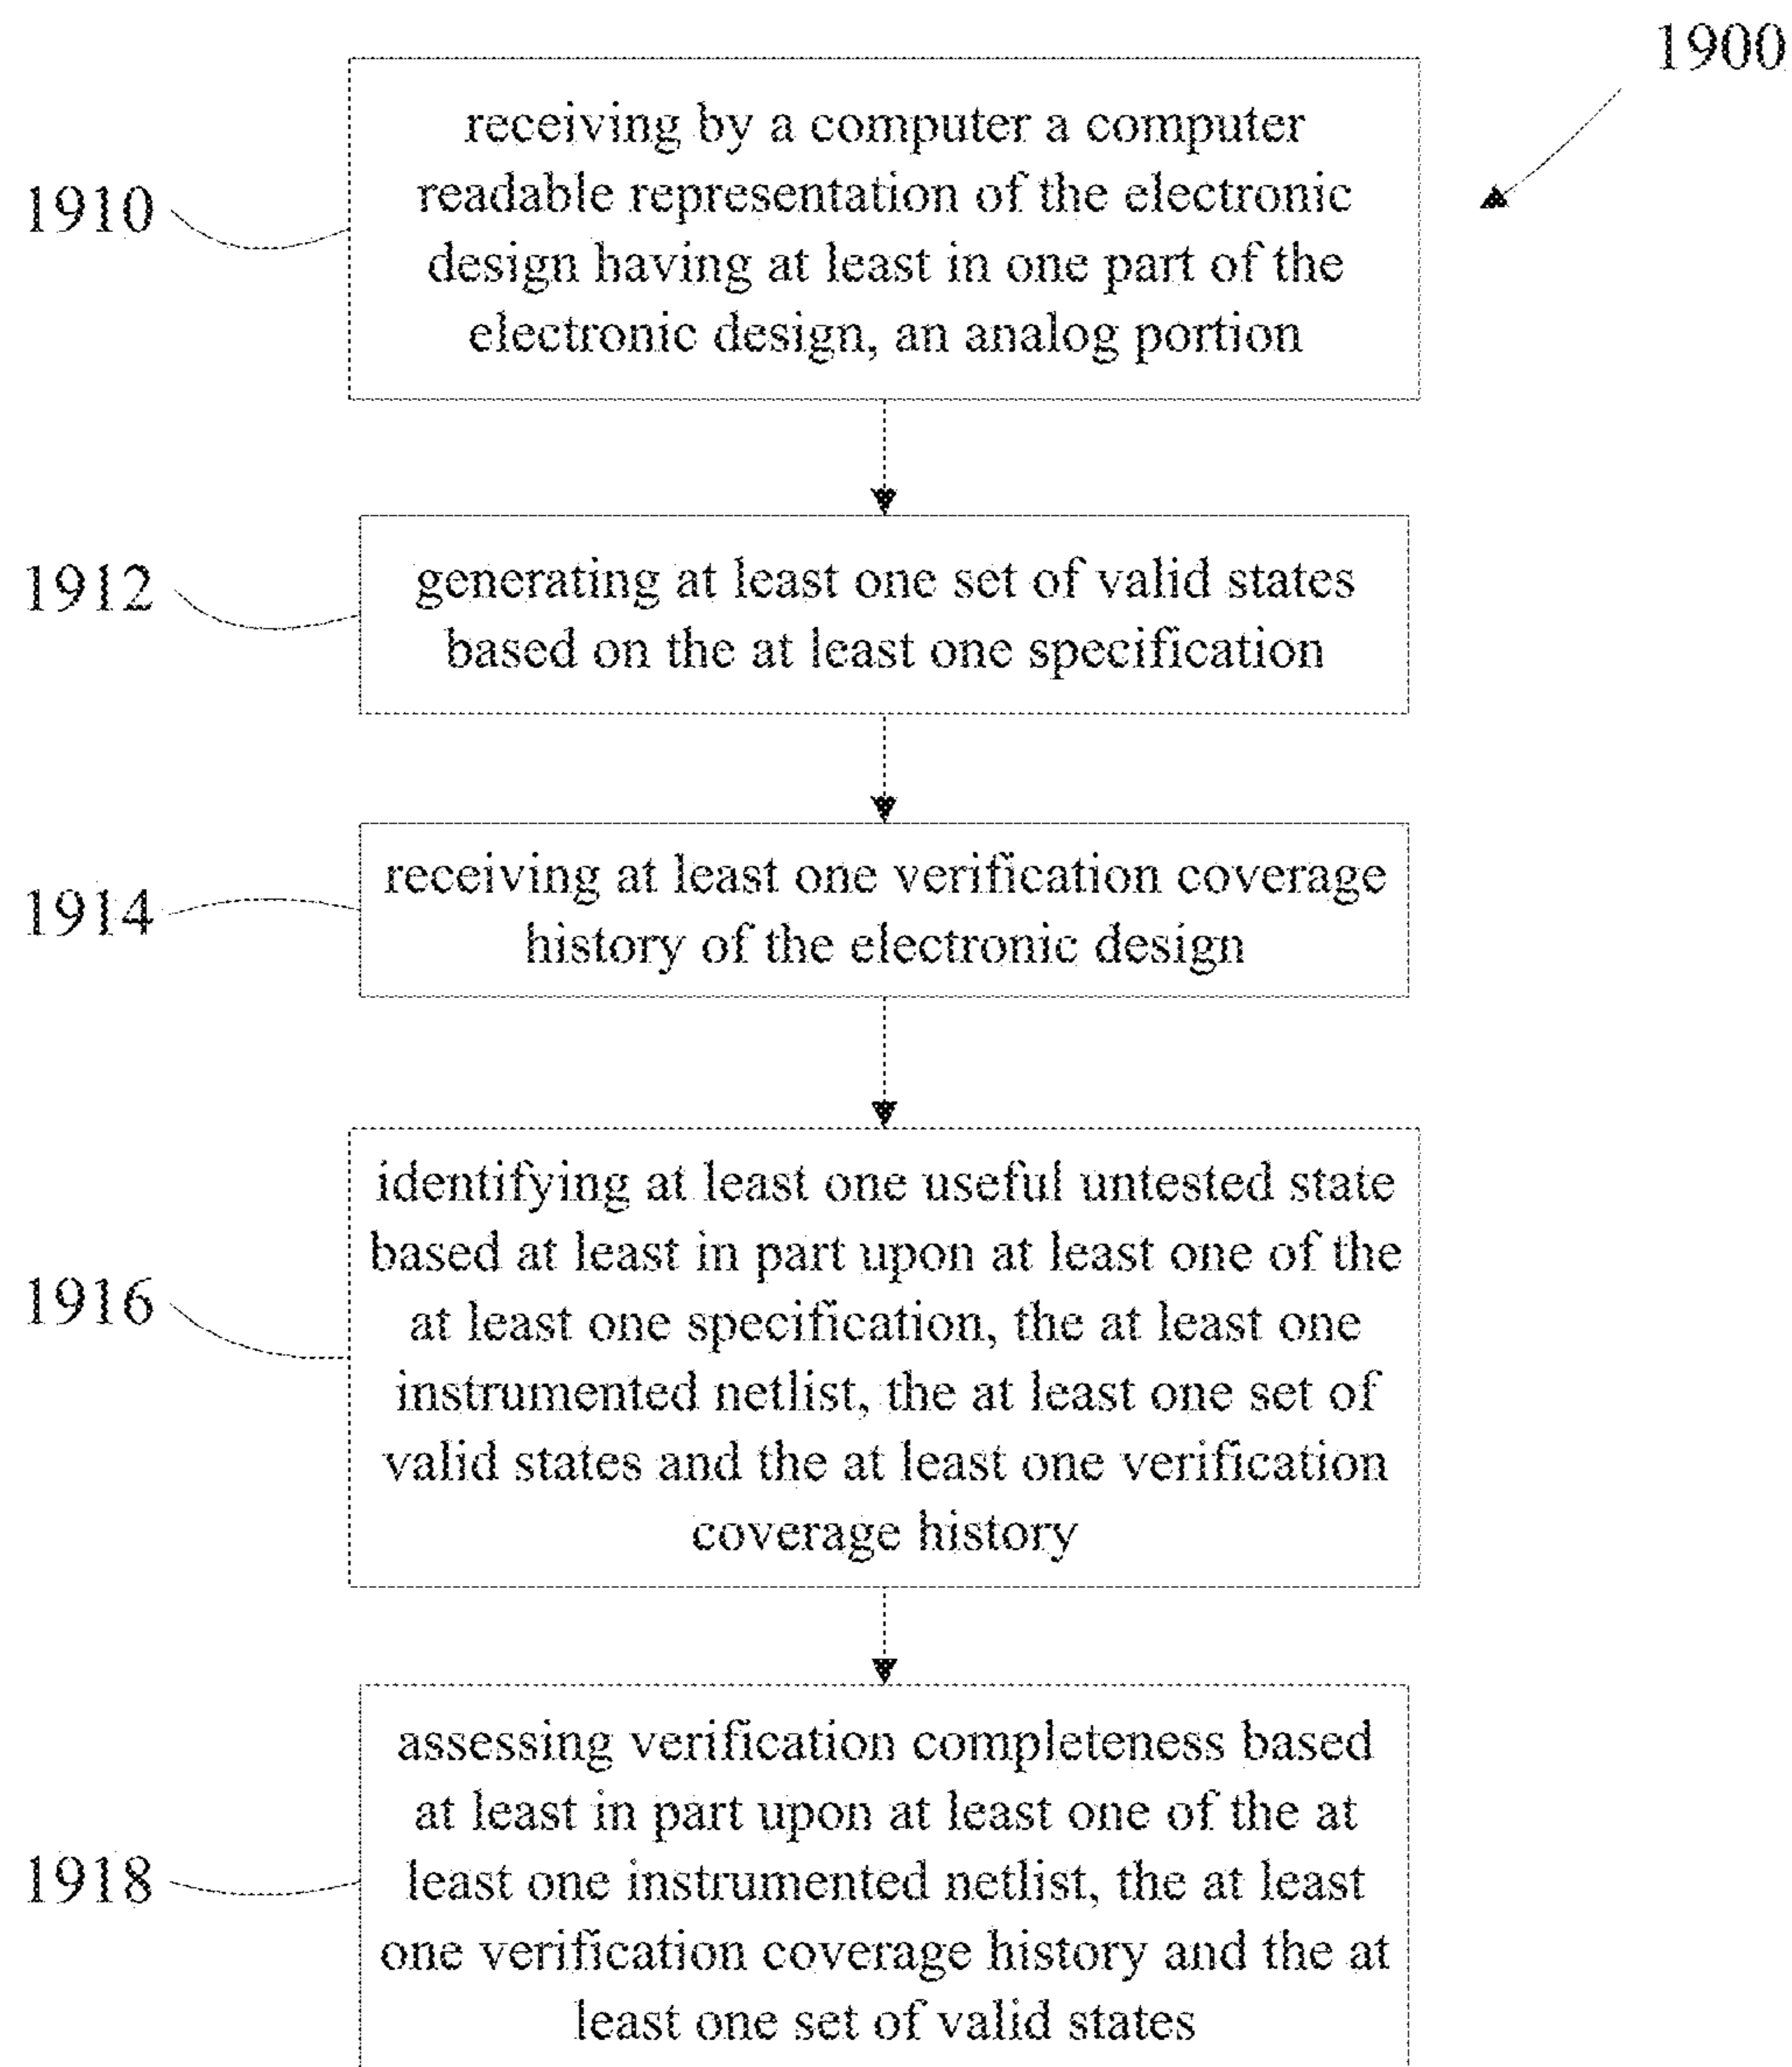 1900
receiving by a computer a computer
readable representation of the electronic
design having at least in one part of the
electronic design, an analog portion
1910
generating at least one set of valid states
based on the at least one specification
1912
receiving at least one verification coverage
history of the electronic design
1914
identifying at least one useful untested state
based at least in part upon at least one of the
at least one specification, the at least one
instrumented netlist, the at least one set of
valid states and the at least one verification
coverage history
1916
assessing verification completeness based
at least in part upon at least one of the at
least one instrumented netlist, the at least
one verification coverage history and the at
least one set of valid states
1918